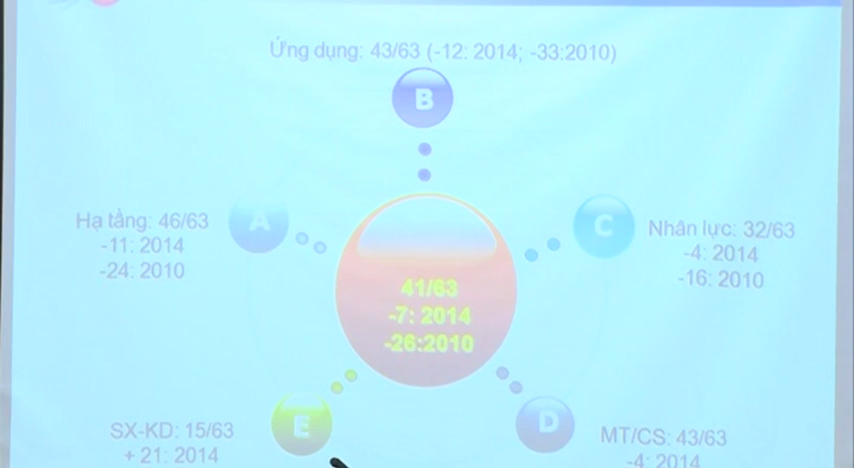 Ứng dụng: 43/63 (-12: 2014; -33:2010)
B
Hạ tầng: 46/63
-11: 2014
-24: 2010
A
C
Nhân lực: 32/63
-4: 2014
-16: 2010
41/63
-7: 2014
-26:2010
SX-KD: 15/63
+ 21: 2014
E
D
MT/CS: 43/63
-4: 2014